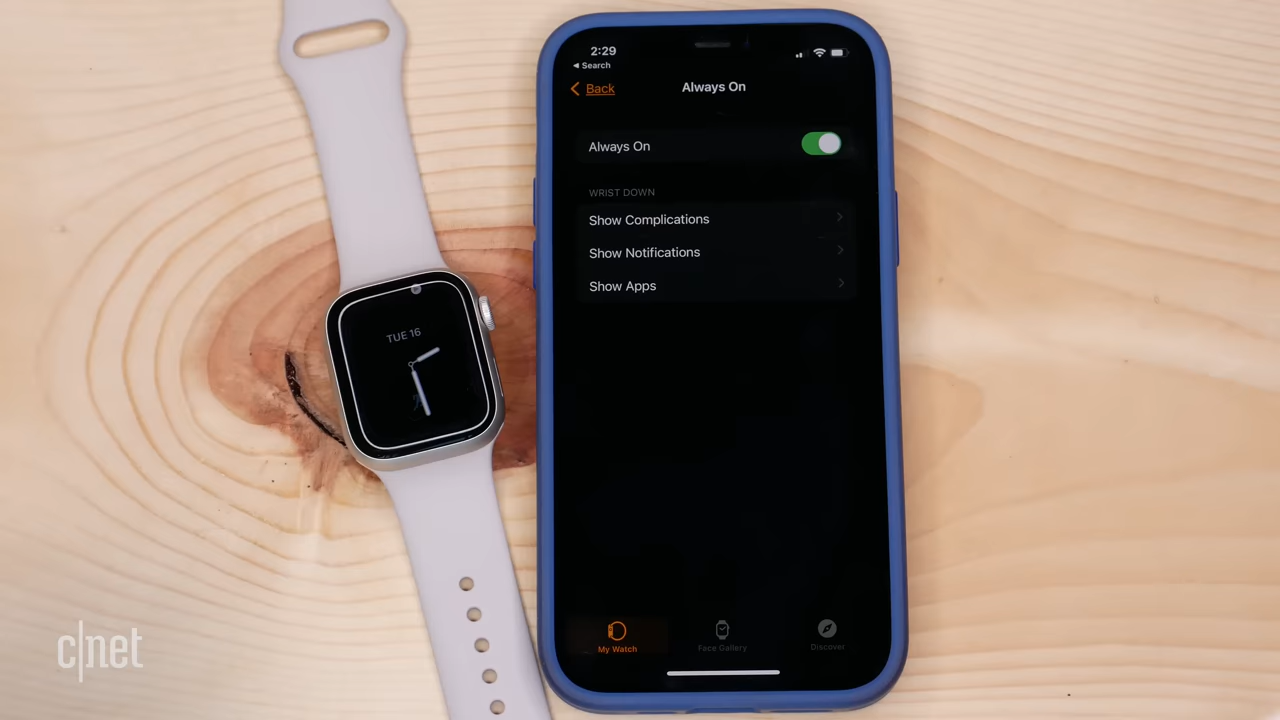 2:29
◀ Search
Back
Always On
Always On
WRIST DOWN
Show Complications
Show Notifications
Show Apps
TUE 16
My Watch
Face Gallery
Discover
c|net